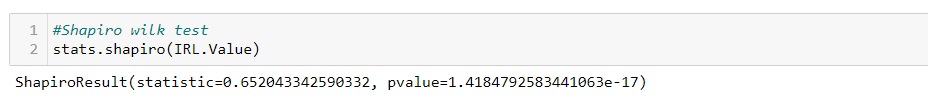 1 #Shapiro wilk test
2 stats.shapiro(IRL.Value)
ShapiroResult(statistic=0.652043342590332, pvalue=1.4184792583441063e-17)